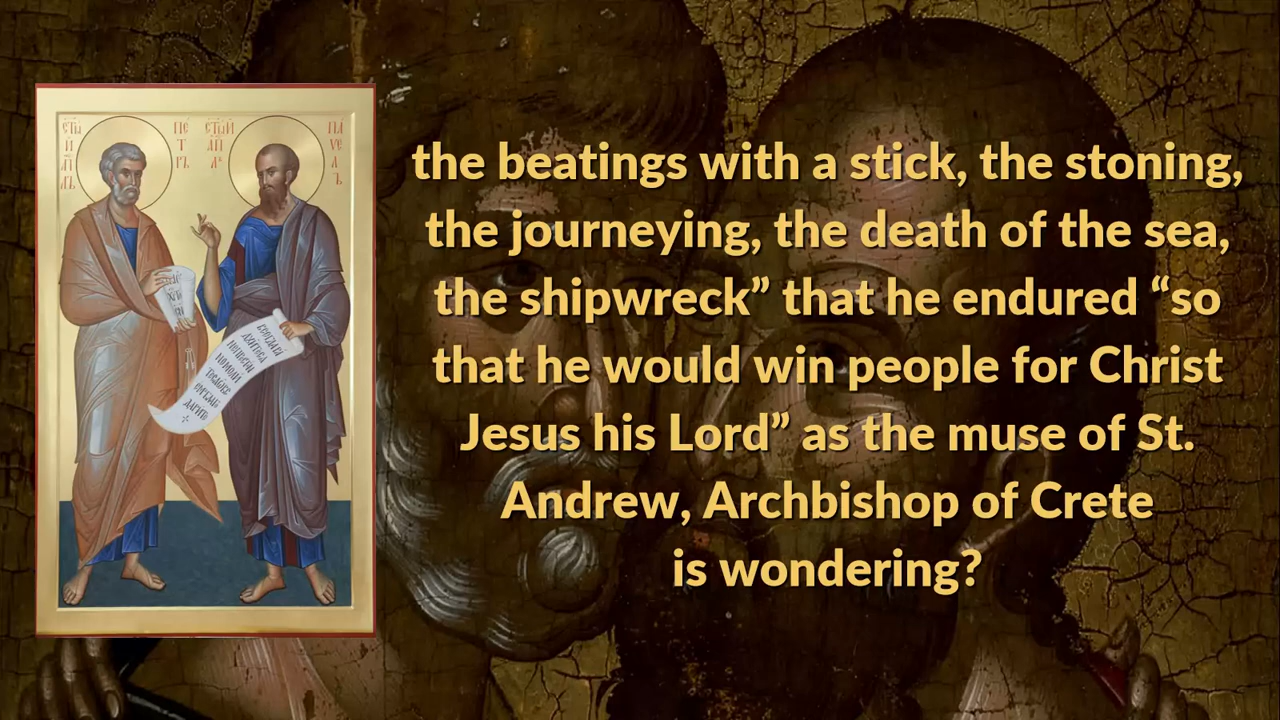 the beatings with a stick, the stoning,
the journeying, the death of the sea,
the shipwreck” that he endured “so
that he would win people for Christ
Jesus his Lord” as the muse of St.
Andrew, Archbishop of Crete
is wondering?